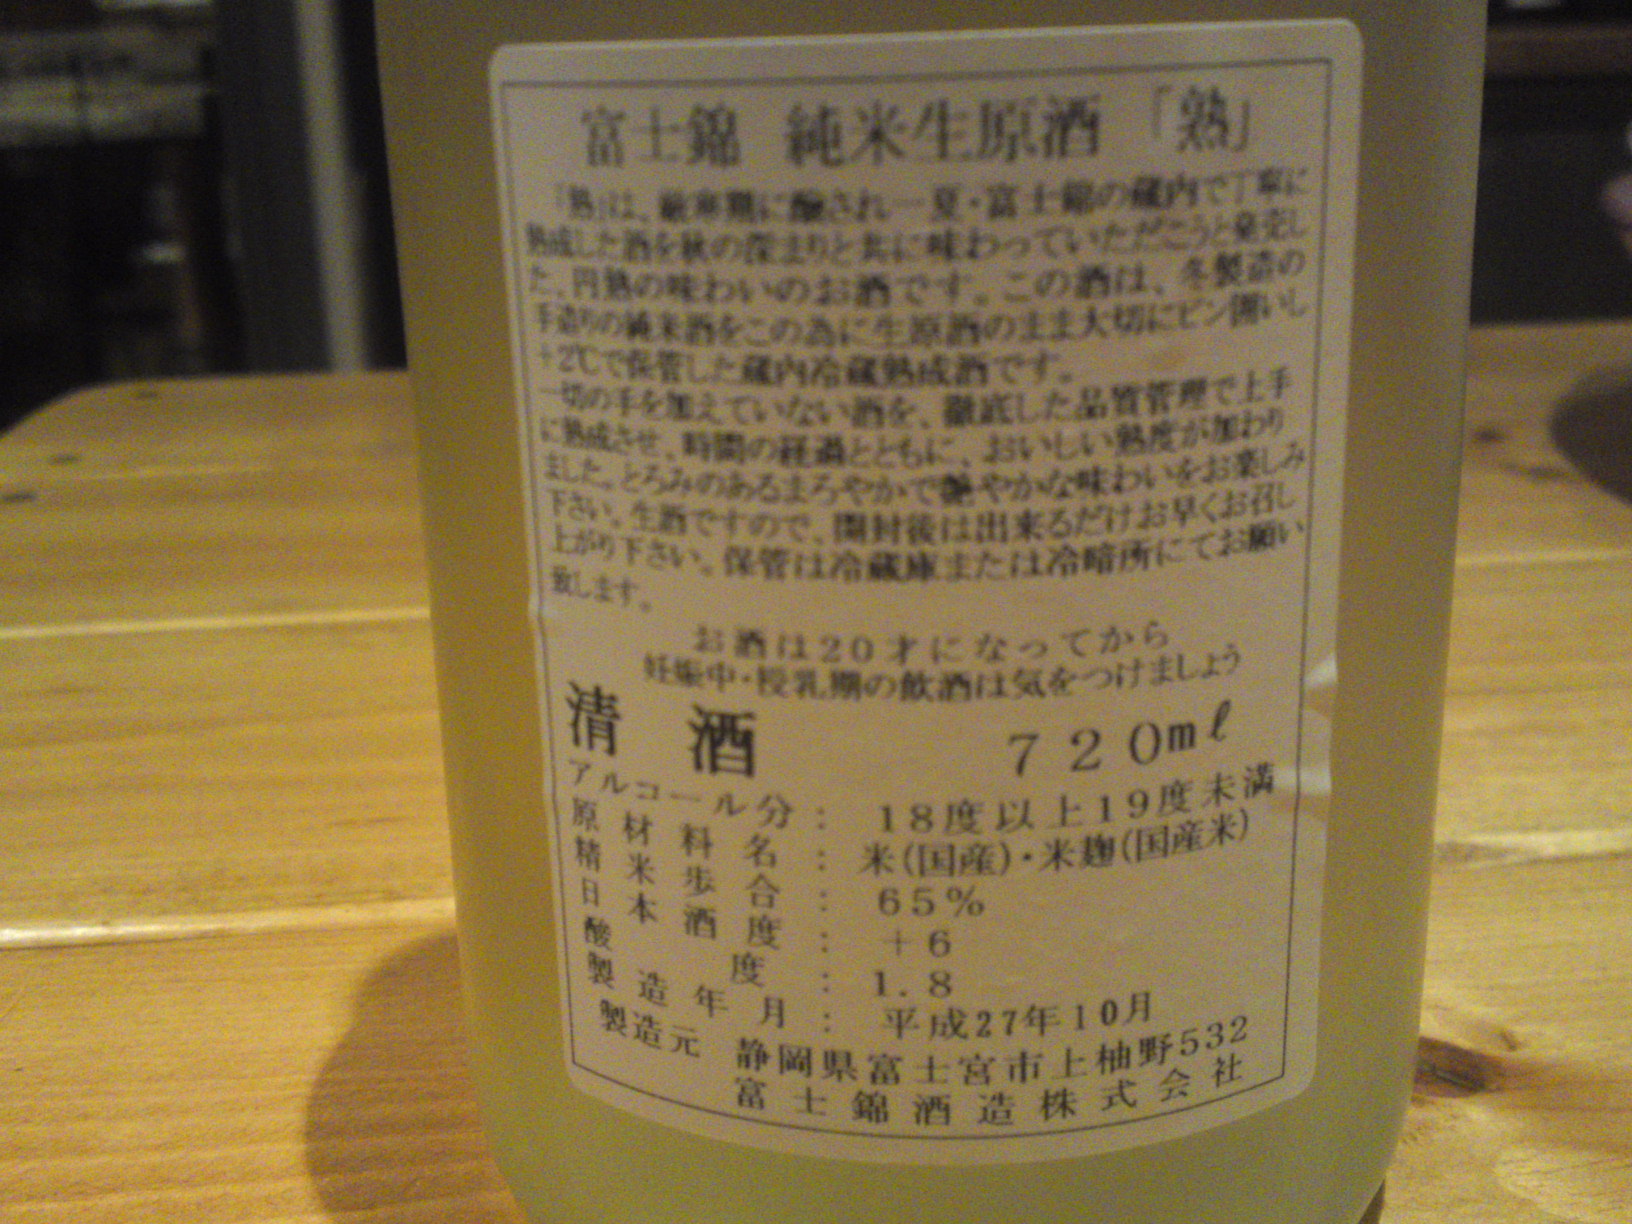 富士錦 純米生原酒「熟」
「熟」は、厳寒期に醸され一夏・富士錦の蔵内で丁寧に
熟成した酒を秋の深まりと共に味わっていただこうと発売し
た、円熟の味わいのお酒です。この酒は、冬製造の
手造りの純米酒をこの為に生原酒のまま大切にビン囲いし
+2℃で保管した蔵内冷蔵熟成酒です。
一切の手を加えていない酒を、徹底した品質管理で上手
に熟成させ、時間の経過とともに、おいしい熟度が加わり
ました。とろみのあるまろやかで艶やかな味わいをお楽しみ
下さい。生酒ですので、開封後は出来るだけお早くお召し
上がり下さい。保管は冷蔵庫または冷暗所にてお願い
致します。
お酒は20才になってから
妊娠中・授乳期の飲酒は気をつけましょう
清酒 720mℓ
アルコール分：18度以上19度未満
原材料名：米(国産)・米麹(国産米)
精米歩合：65%
日本酒度：+6
酸度：1.8
製造年月：平成27年10月
製造元 静岡県富士宮市上柚野532
富士錦酒造株式会社